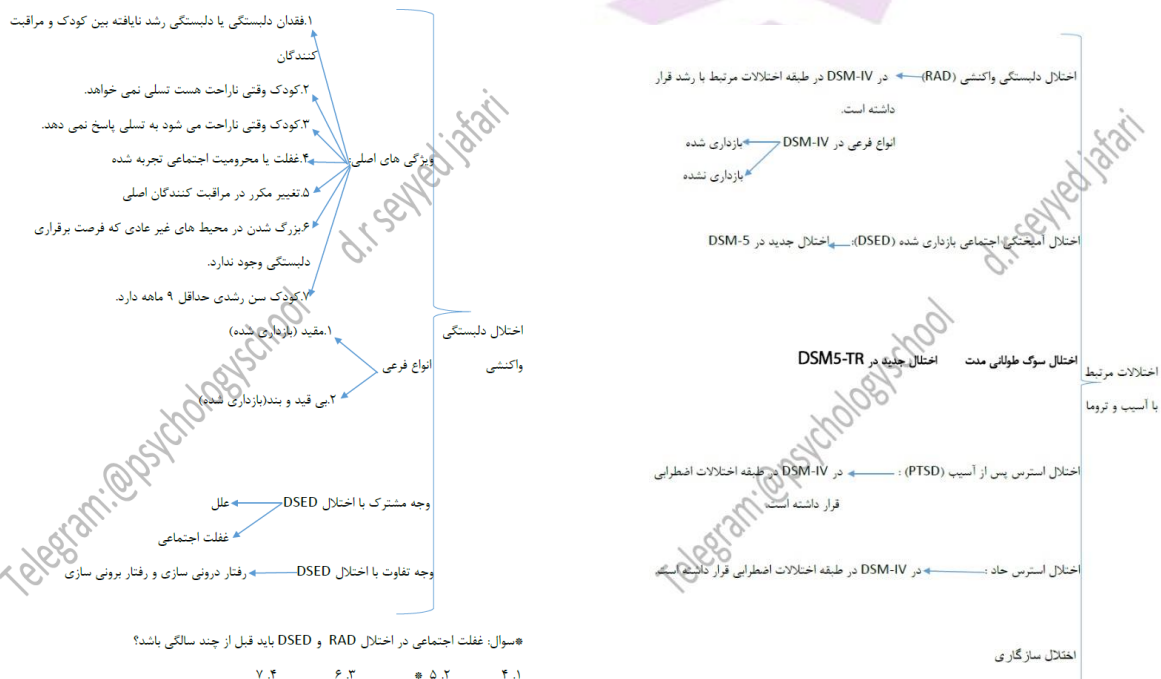 اختلال دلبستگی واکنشی (RAD) در DSM-IV در طبقه اختلالات مرتبط با رشد قرار
داشته است.
انواع فرعی در DSM-IV بازداری شده
بازداری نشده
اختلال آمیختگی اجتماعی بازداری شده (DSED): اختلال جدید در DSM-5
اختلال سوگ طولانی مدت اختلال جدید در DSM5-TR
اختلالات مرتبط
با آسیب و تروما
اختلال استرس پس از آسیب (PTSD) : در DSM-IV در طبقه اختلالات اضطرابی
قرار داشته است.
اختلال استرس حاد : در DSM-IV در طبقه اختلالات اضطرابی قرار داشته است.
اختلال سازگاری
d.r seyyed jafari
Telegram:@psychologyschool
۱.فقدان دلبستگی یا دلبستگی رشد نایافته بین کودک و مراقبت
کنندگان
۲.کودک وقتی ناراحت هست تسلی نمی خواهد.
۳.کودک وقتی ناراحت می شود به تسلی پاسخ نمی دهد.
ویژگی های اصلی: ۴.غفلت یا محرومیت اجتماعی تجربه شده
۵.تغییر مکرر در مراقبت کنندگان اصلی
۶.بزرگ شدن در محیط های غیر عادی که فرصت برقراری
دلبستگی وجود ندارد.
۷.کودک سن رشدی حداقل ۹ ماهه دارد.
اختلال دلبستگی
واکنشی
۱.مقید (بازداری شده)
انواع فرعی
۲.بی قید و بند(بازداری شده)
وجه مشترک با اختلال DSED علل
غفلت اجتماعی
وجه تفاوت با اختلال DSED رفتار درونی سازی و رفتار برونی سازی
*سوال: غفلت اجتماعی در اختلال RAD و DSED باید قبل از چند سالگی باشد؟
۱. ۴ ۲. ۵ * ۳. ۶ ۴. ۷
d.r seyyed jafari
Telegram:@psychologyschool